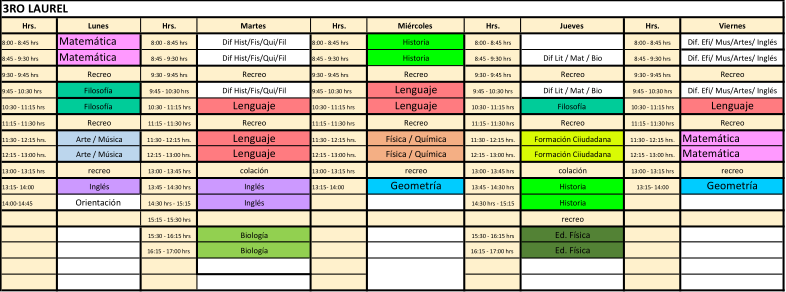 3RO LAUREL
Hrs. Lunes Hrs. Martes Hrs. Miércoles Hrs. Jueves Hrs. Viernes
8:00 - 8:45 hrs Matemática 8:00 - 8:45 hrs Dif Hist/Fis/Qui/Fil 8:00 - 8:45 hrs Historia 8:00 - 8:45 hrs 8:00 - 8:45 hrs Dif. Efi/ Mus/Artes/ Inglés
8:45 - 9:30 hrs Matemática 8:45 - 9:30 hrs Dif Hist/Fis/Qui/Fil 8:45 - 9:30 hrs Historia 8:45 - 9:30 hrs Dif Lit / Mat / Bio 8:45 - 9:30 hrs Dif. Efi/ Mus/Artes/ Inglés
9:30 - 9:45 hrs Recreo 9:30 - 9:45 hrs Recreo 9:30 - 9:45 hrs Recreo 9:30 - 9:45 hrs Recreo 9:30 - 9:45 hrs Recreo
9:45 - 10:30 hrs Filosofía 9:45 - 10:30 hrs Dif Hist/Fis/Qui/Fil 9:45 - 10:30 hrs Lenguaje 9:45 - 10:30 hrs Dif Lit / Mat / Bio 9:45 - 10:30 hrs Dif. Efi/ Mus/Artes/ Inglés
10:30 - 11:15 hrs Filosofía 10:30 - 11:15 hrs Lenguaje 10:30 - 11:15 hrs Lenguaje 10:30 - 11:15 hrs Filosofía 10:30 - 11:15 hrs Lenguaje
11:15 - 11:30 hrs Recreo 11:15 - 11:30 hrs Recreo 11:15 - 11:30 hrs Recreo 11:15 - 11:30 hrs Recreo 11:15 - 11:30 hrs Recreo
11:30 - 12:15 hrs Arte / Música 11:30 - 12:15 hrs. Lenguaje 11:30 - 12:15 hrs. Física / Química 11:30 - 12:15 hrs. Formación Ciiudadana 11:30 - 12:15 hrs. Matemática
12:15 - 13:00 hrs Arte / Música 12:15 - 13:00 hrs. Lenguaje 12:15 - 13:00 hrs. Física / Química 12:15 - 13:00 hrs. Formación Ciiudadana 12:15 - 13:00 hrs. Matemática
13:00 - 13:15 hrs recreo 13:00 - 13:45 hrs colación 13:00 - 13:15 hrs recreo 13:00 - 13:45 hrs colación 13:00 - 13:15 hrs recreo
13:15- 14:00 Inglés 13:45 - 14:30 hrs Inglés 13:15- 14:00 Geometría 13:45 - 14:30 hrs Historia 13:15- 14:00 Geometría
14:00-14:45 Orientación 14:30 hrs - 15:15 Inglés 14:30 hrs - 15:15 Historia
15:15 - 15:30 hrs recreo
15:30 - 16:15 hrs Biología 15:30 - 16:15 hrs Ed. Física
16:15 - 17:00 hrs Biología 16:15 - 17:00 hrs Ed. Física